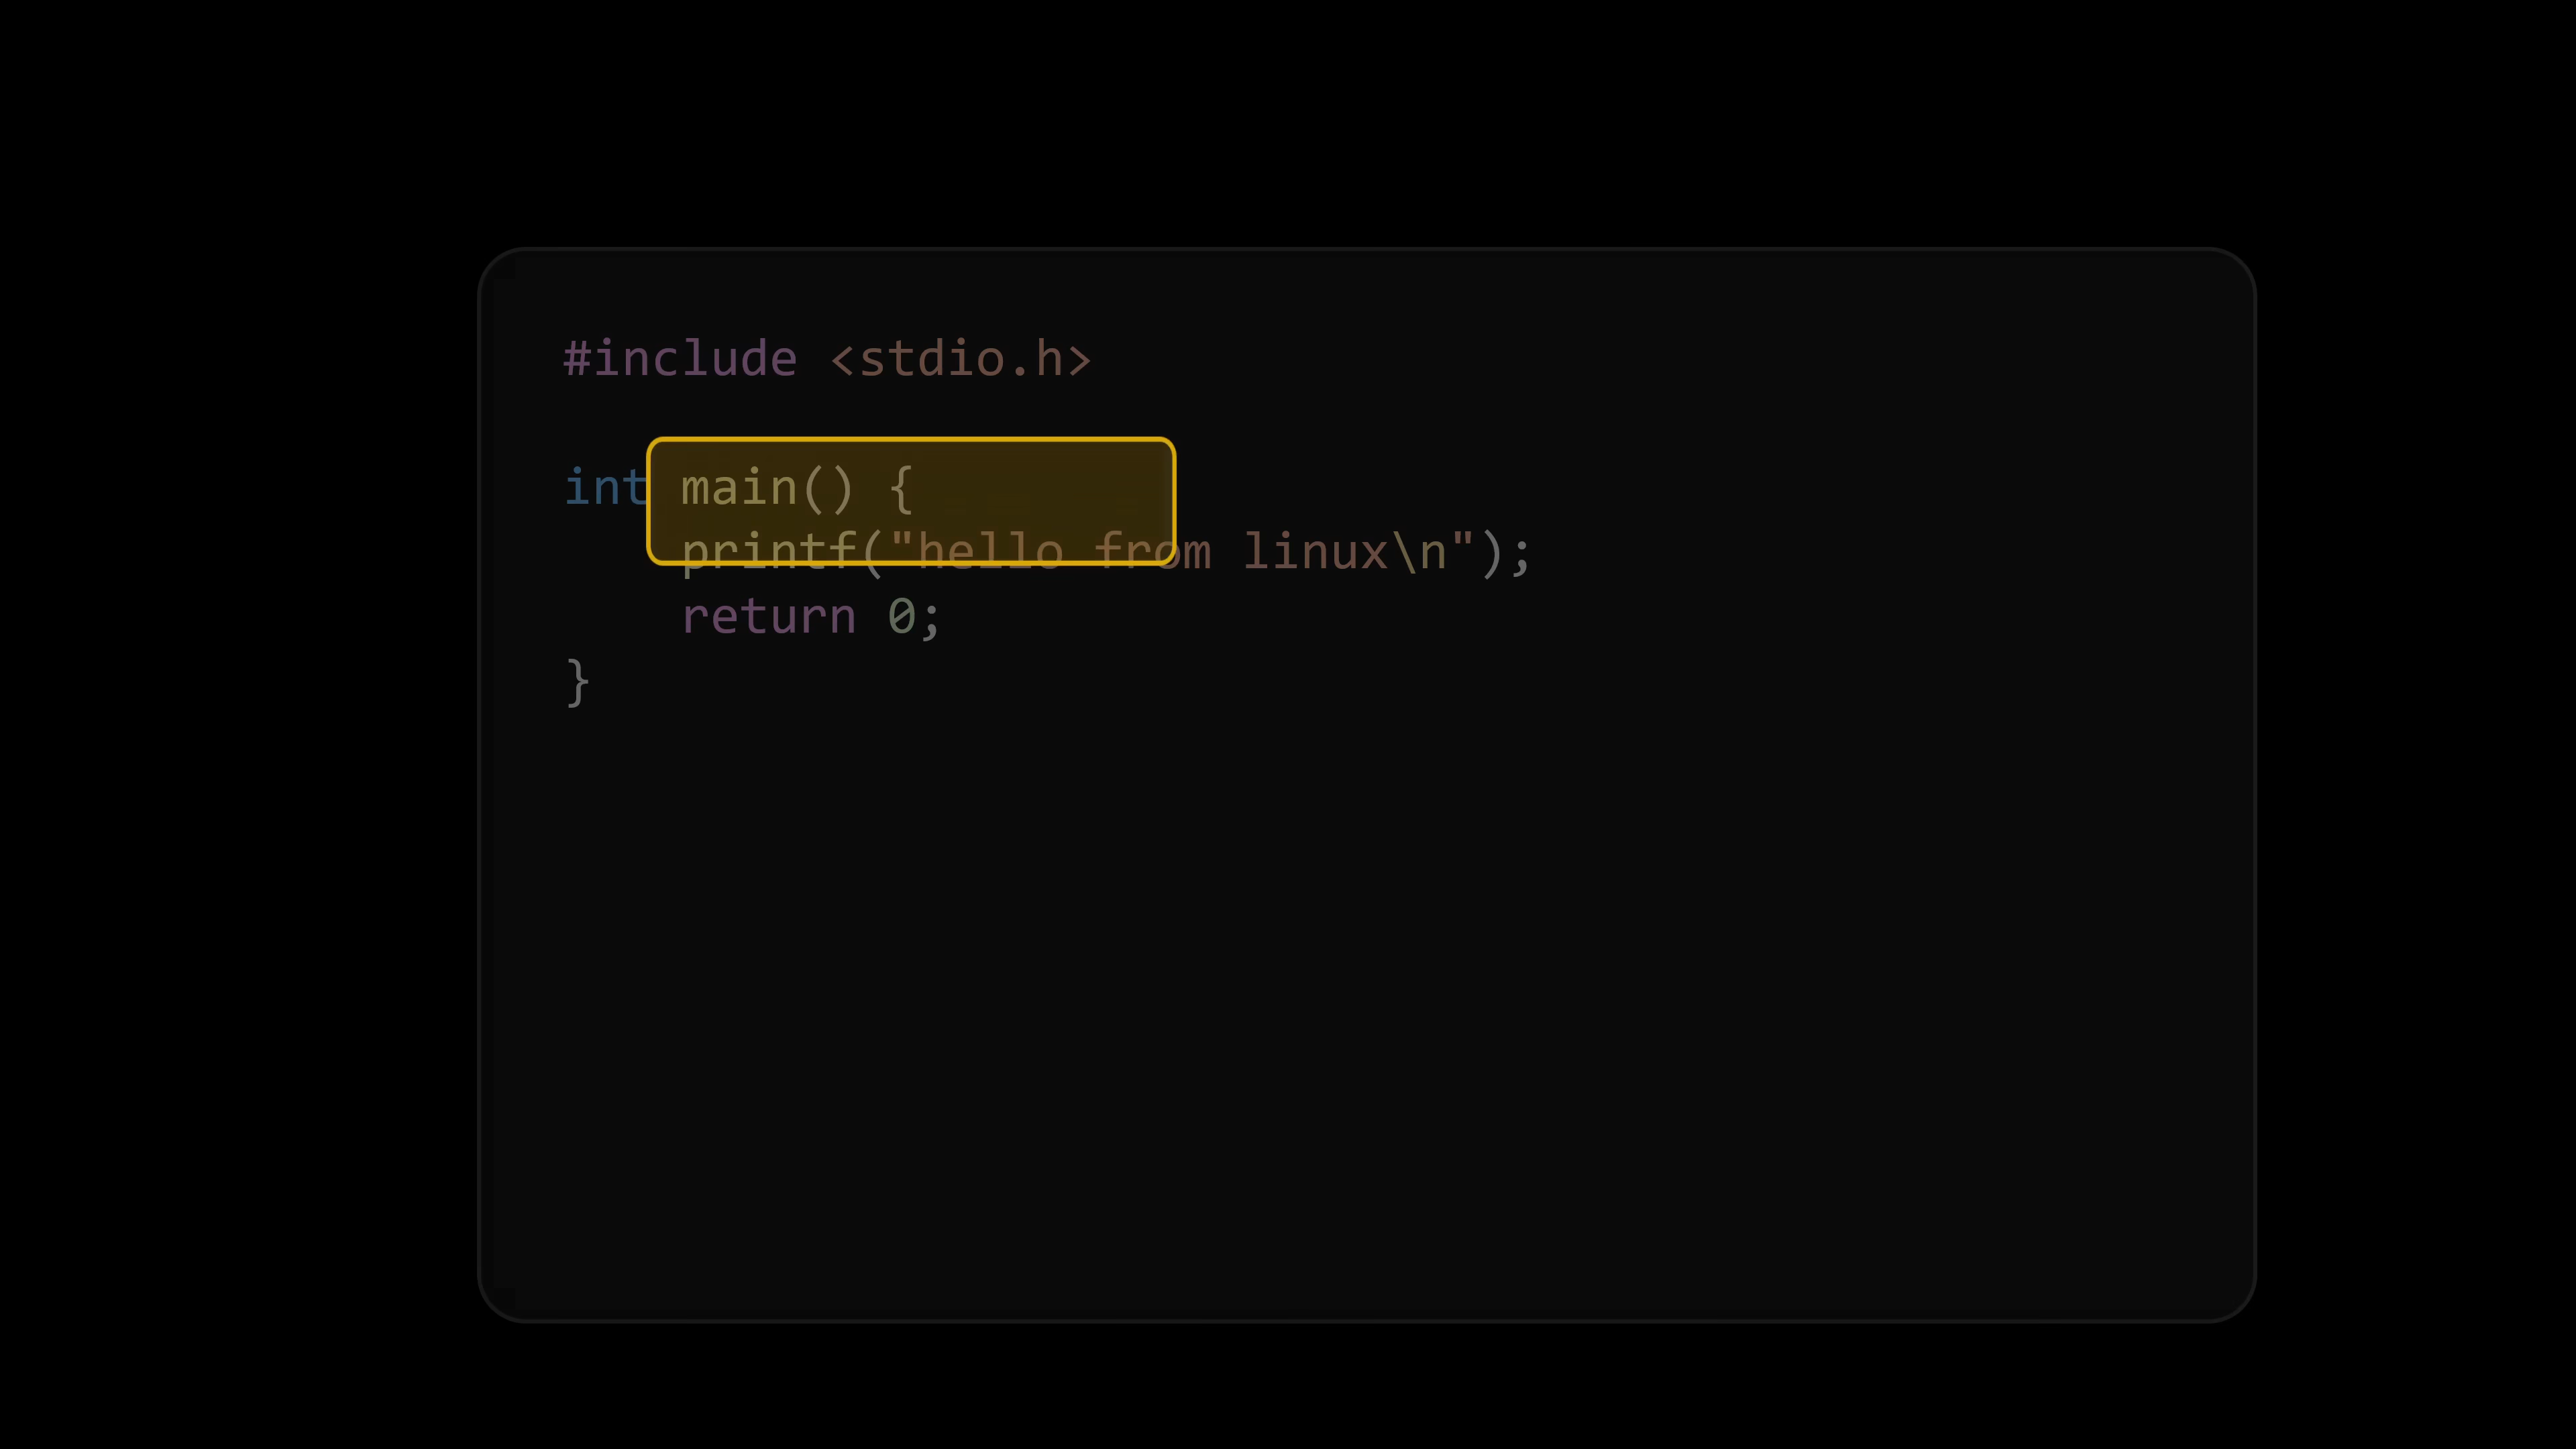 #include <stdio.h>
int main() {
printf("hello from linux\n");
return 0;
}